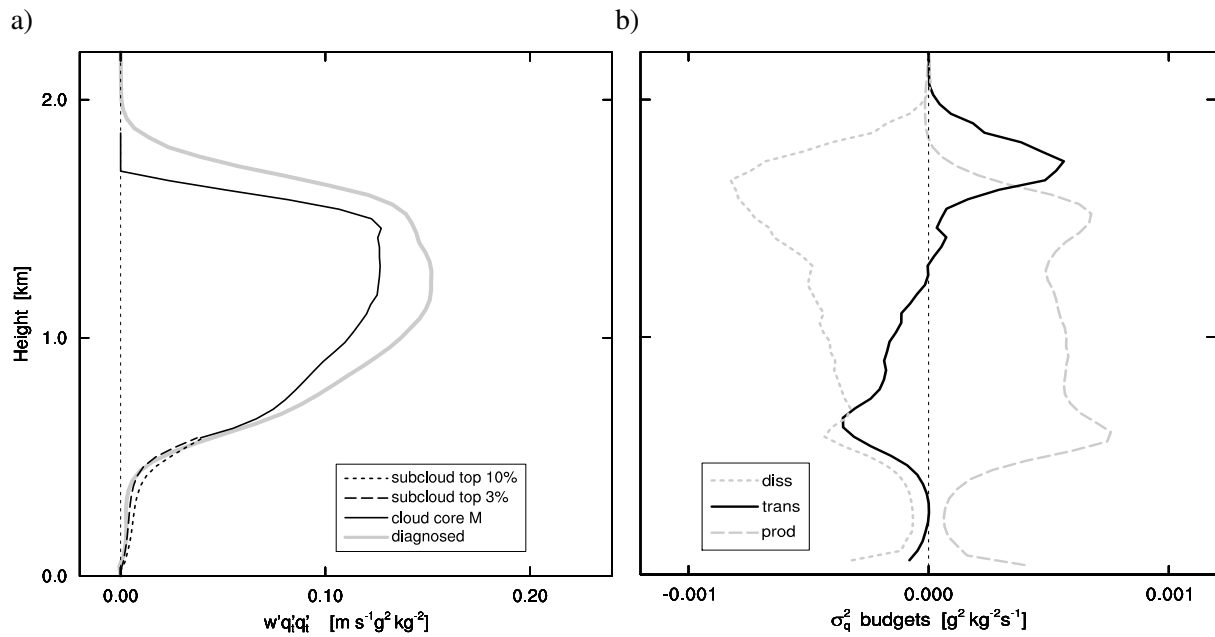 a)
2.0
1.0
0.0
Height [km]
0.00
0.10
0.20
w'q't'q't' [m s⁻¹g² kg⁻²]
subcloud top 10%
subcloud top 3%
cloud core M
diagnosed
b)
-0.001
0.000
0.001
σ²q budgets [g² kg⁻²s⁻¹]
diss
trans
prod